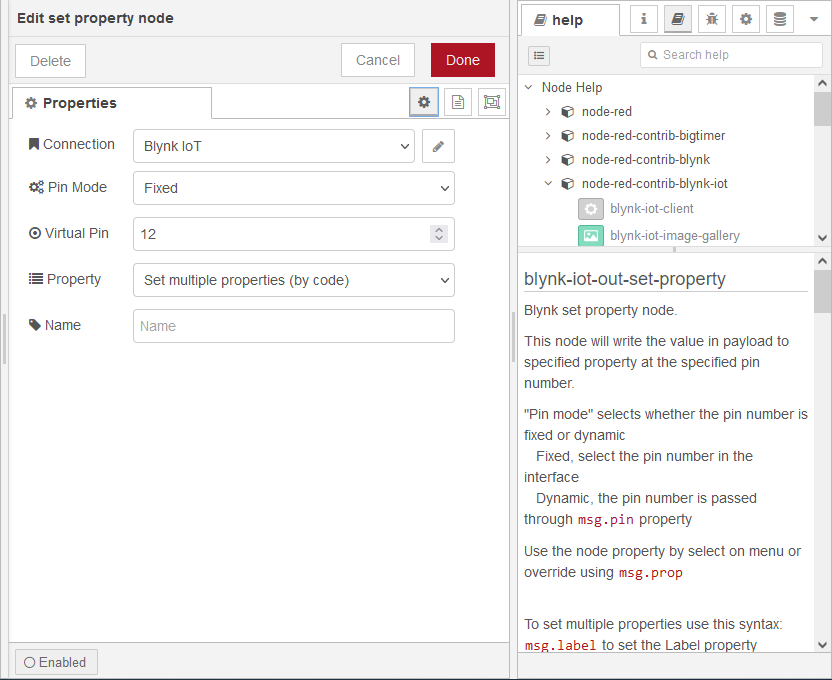 Edit set property node
Delete
Cancel
Done
Properties
Connection
Blynk IoT
Pin Mode
Fixed
Virtual Pin
12
Property
Set multiple properties (by code)
Name
Name
Enabled
help
Search help
Node Help
node-red
node-red-contrib-bigtimer
node-red-contrib-blynk
node-red-contrib-blynk-iot
blynk-iot-client
blynk-iot-image-gallery
blynk-iot-out-set-property
Blynk set property node.
This node will write the value in payload to
specified property at the specified pin
number.
"Pin mode" selects whether the pin number is
fixed or dynamic
Fixed, select the pin number in the
interface
Dynamic, the pin number is passed
through msg.pin property
Use the node property by select on menu or
override using msg.prop
To set multiple properties use this syntax:
msg.label to set the Label property